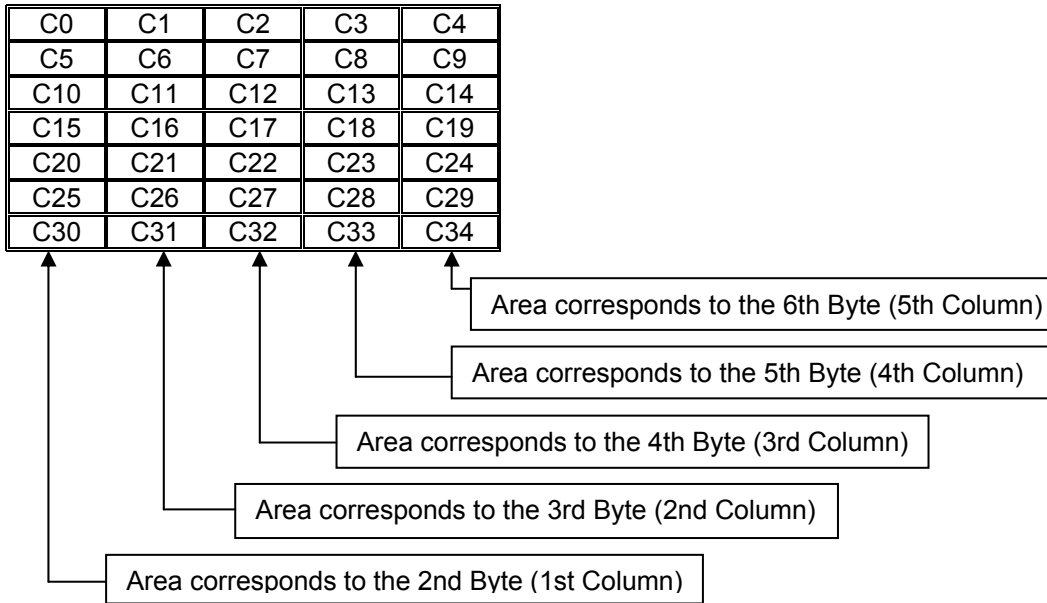 C0 C1 C2 C3 C4
C5 C6 C7 C8 C9
C10 C11 C12 C13 C14
C15 C16 C17 C18 C19
C20 C21 C22 C23 C24
C25 C26 C27 C28 C29
C30 C31 C32 C33 C34
Area corresponds to the 6th Byte (5th Column)
Area corresponds to the 5th Byte (4th Column)
Area corresponds to the 4th Byte (3rd Column)
Area corresponds to the 3rd Byte (2nd Column)
Area corresponds to the 2nd Byte (1st Column)